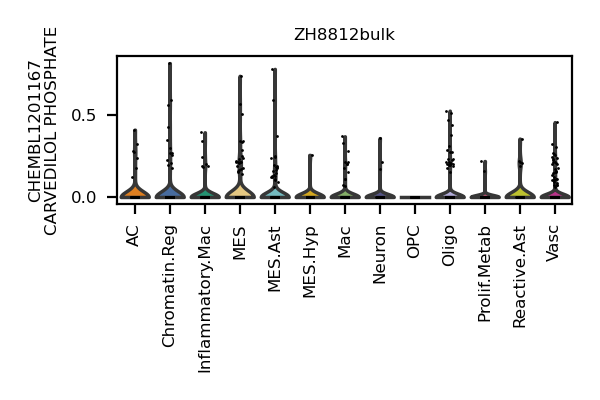 ZH8812bulk
CHEMBL1201167
CARVEDILOL PHOSPHATE
0.5
0.0
AC
Chromatin.Reg
Inflammatory.Mac
MES
MES.Ast
MES.Hyp
Mac
Neuron
OPC
Oligo
Prolif.Metab
Reactive.Ast
Vasc